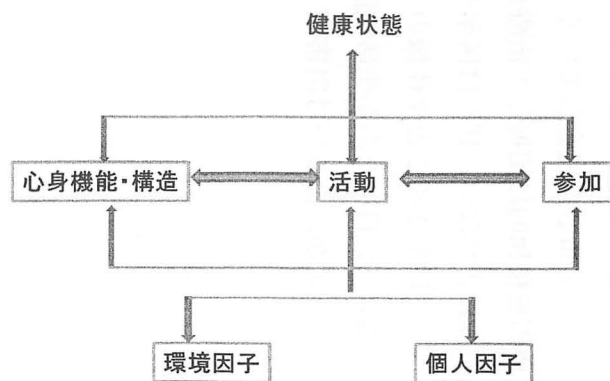 健康状態
心身機能・構造
活動
参加
環境因子
個人因子